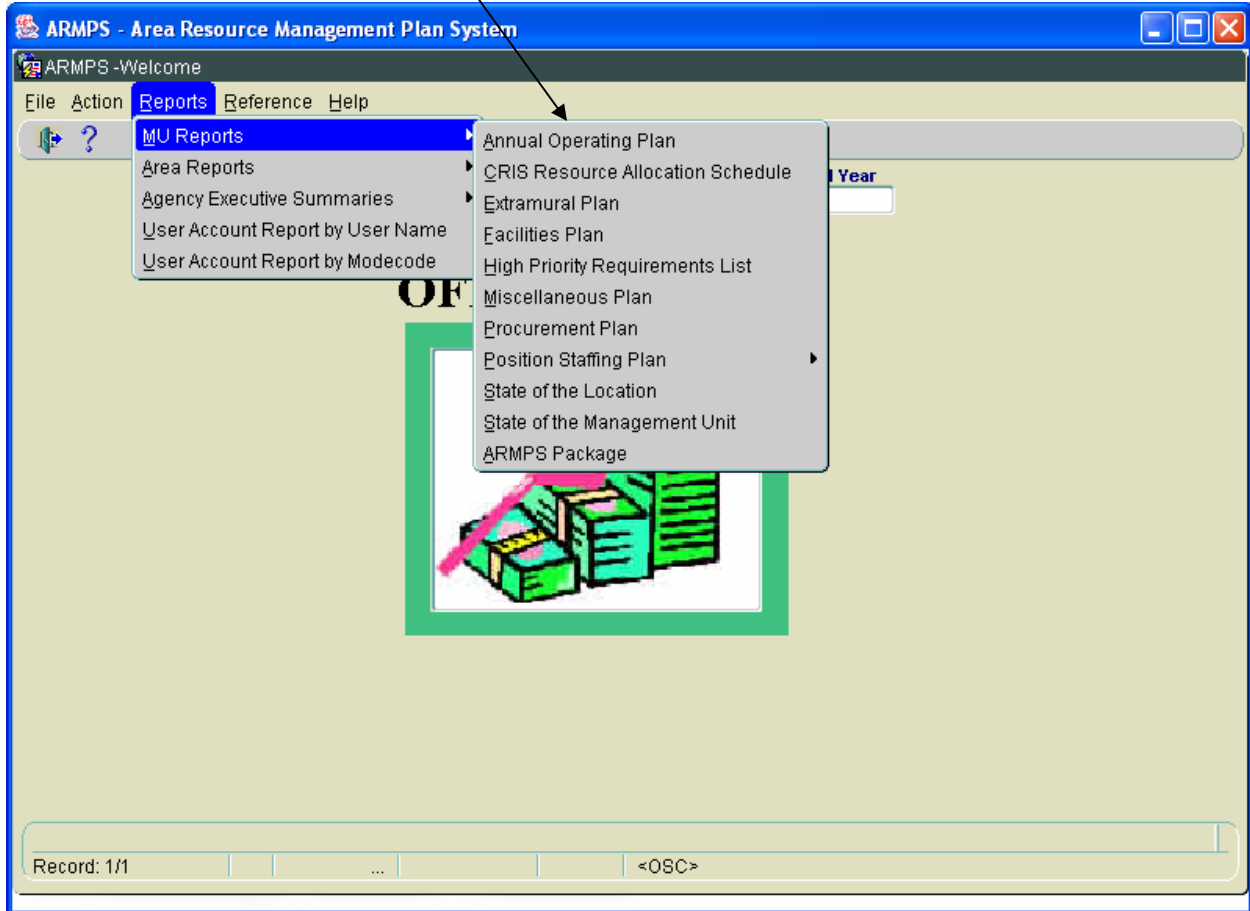 ARMPS - Area Resource Management Plan System
ARMPS -Welcome
File Action Reports Reference Help
?
MU Reports
Area Reports
Agency Executive Summaries
User Account Report by User Name
User Account Report by Modecode
Annual Operating Plan
CRIS Resource Allocation Schedule
Extramural Plan
Facilities Plan
High Priority Requirements List
Miscellaneous Plan
Procurement Plan
Position Staffing Plan
State of the Location
State of the Management Unit
ARMPS Package
Year
Record: 1/1 ... <OSC>